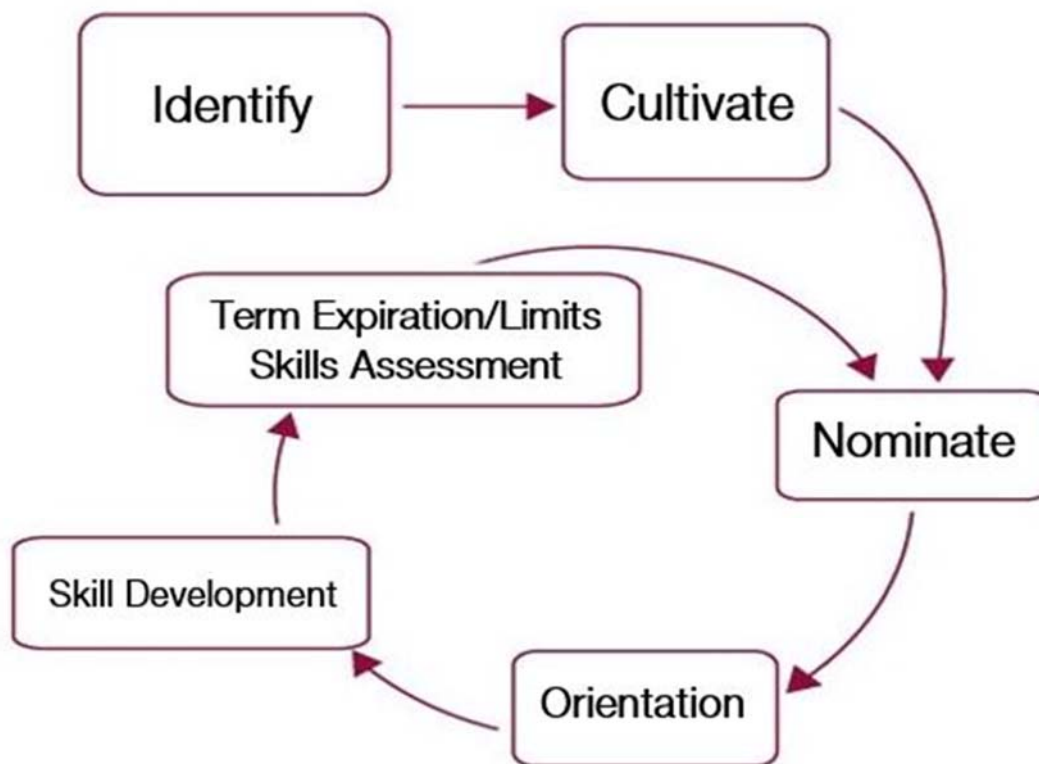 Identify
Cultivate
Term Expiration/Limits
Skills Assessment
Nominate
Skill Development
Orientation